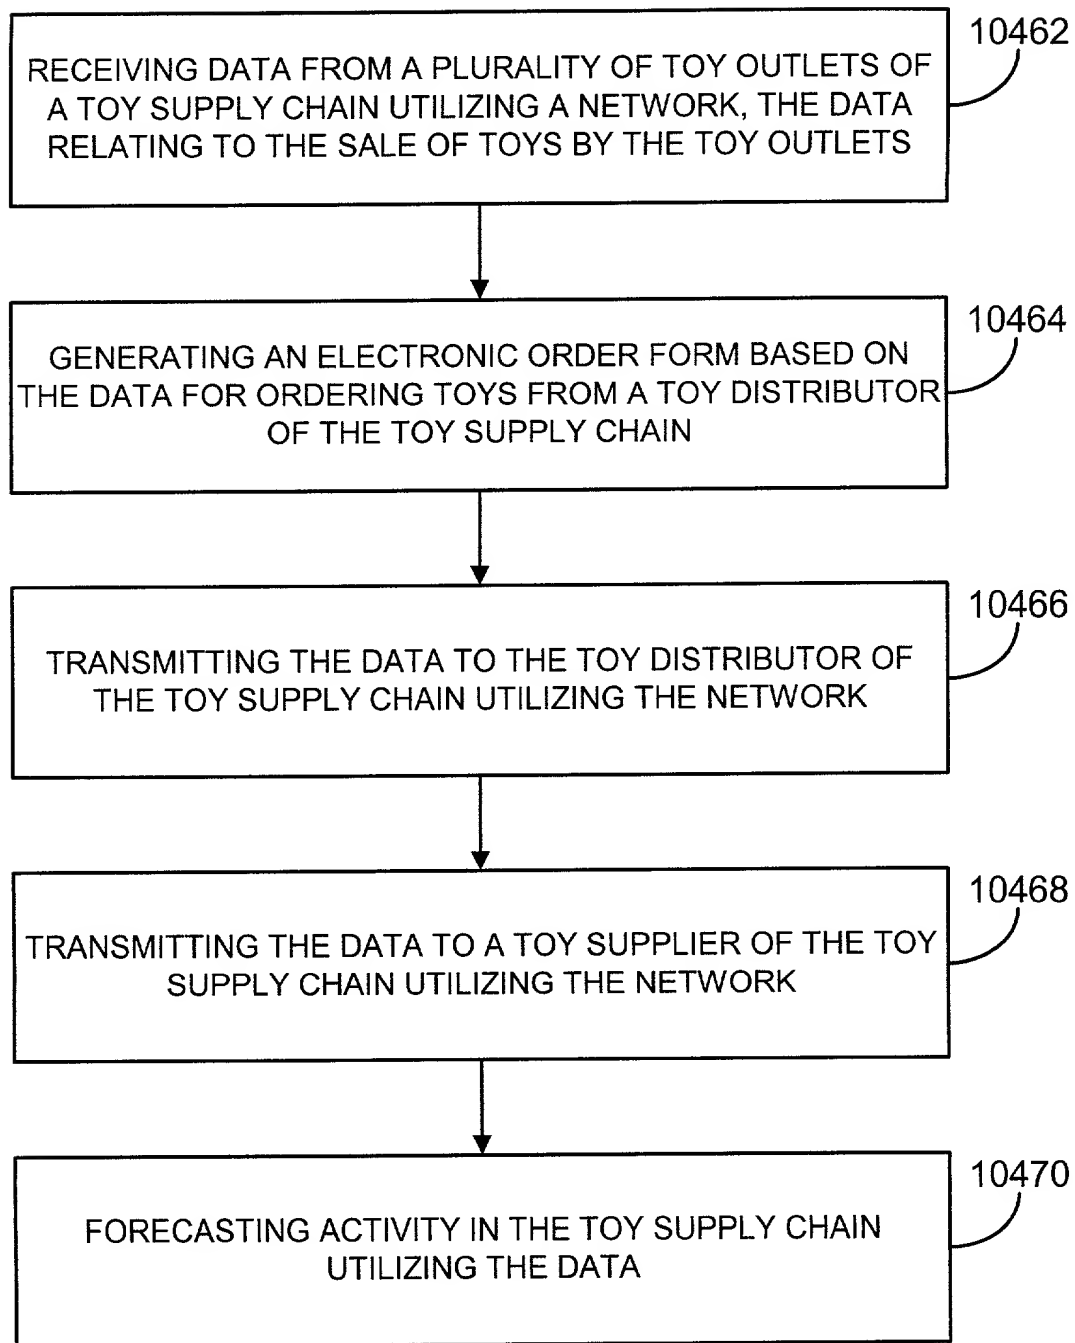 10462
RECEIVING DATA FROM A PLURALITY OF TOY OUTLETS OF
A TOY SUPPLY CHAIN UTILIZING A NETWORK, THE DATA
RELATING TO THE SALE OF TOYS BY THE TOY OUTLETS
10464
GENERATING AN ELECTRONIC ORDER FORM BASED ON
THE DATA FOR ORDERING TOYS FROM A TOY DISTRIBUTOR
OF THE TOY SUPPLY CHAIN
10466
TRANSMITTING THE DATA TO THE TOY DISTRIBUTOR OF
THE TOY SUPPLY CHAIN UTILIZING THE NETWORK
10468
TRANSMITTING THE DATA TO A TOY SUPPLIER OF THE TOY
SUPPLY CHAIN UTILIZING THE NETWORK
10470
FORECASTING ACTIVITY IN THE TOY SUPPLY CHAIN
UTILIZING THE DATA